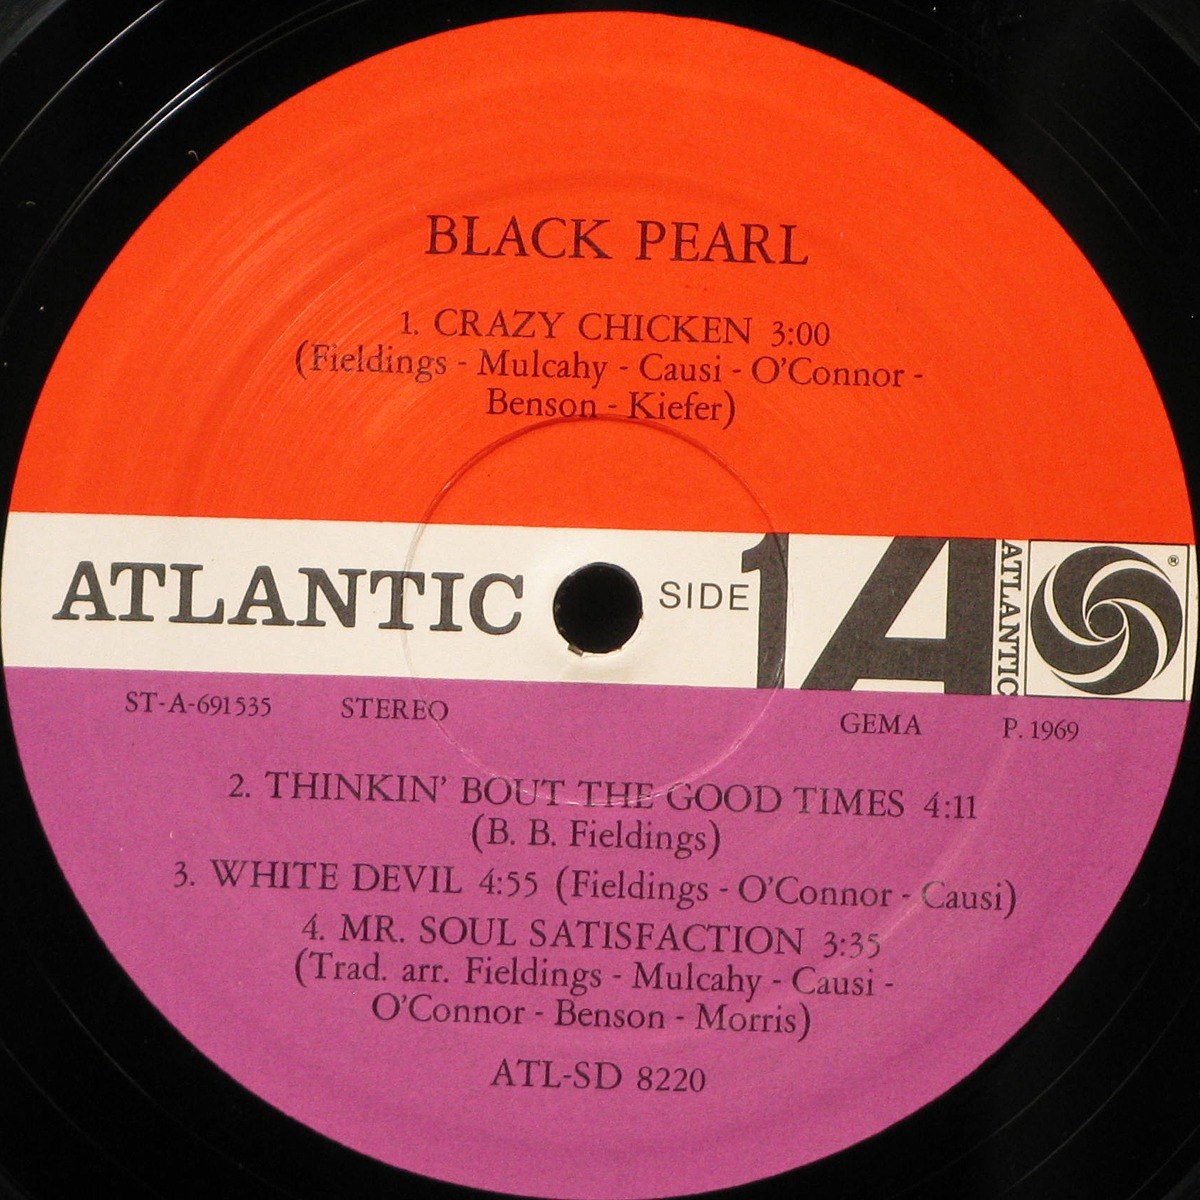 BLACK PEARL
1. CRAZY CHICKEN 3:00
(Fieldings - Mulcahy - Causi - O'Connor -
Benson - Kiefer)
ATLANTIC SIDE 1 A ATLANTIC ®
ST-A-691535 STEREO GEMA P. 1969
2. THINKIN' BOUT THE GOOD TIMES 4:11
(B. B. Fieldings)
3. WHITE DEVIL 4:55 (Fieldings - O'Connor - Causi)
4. MR. SOUL SATISFACTION 3:35
(Trad. arr. Fieldings - Mulcahy - Causi -
O'Connor - Benson - Morris)
ATL-SD 8220